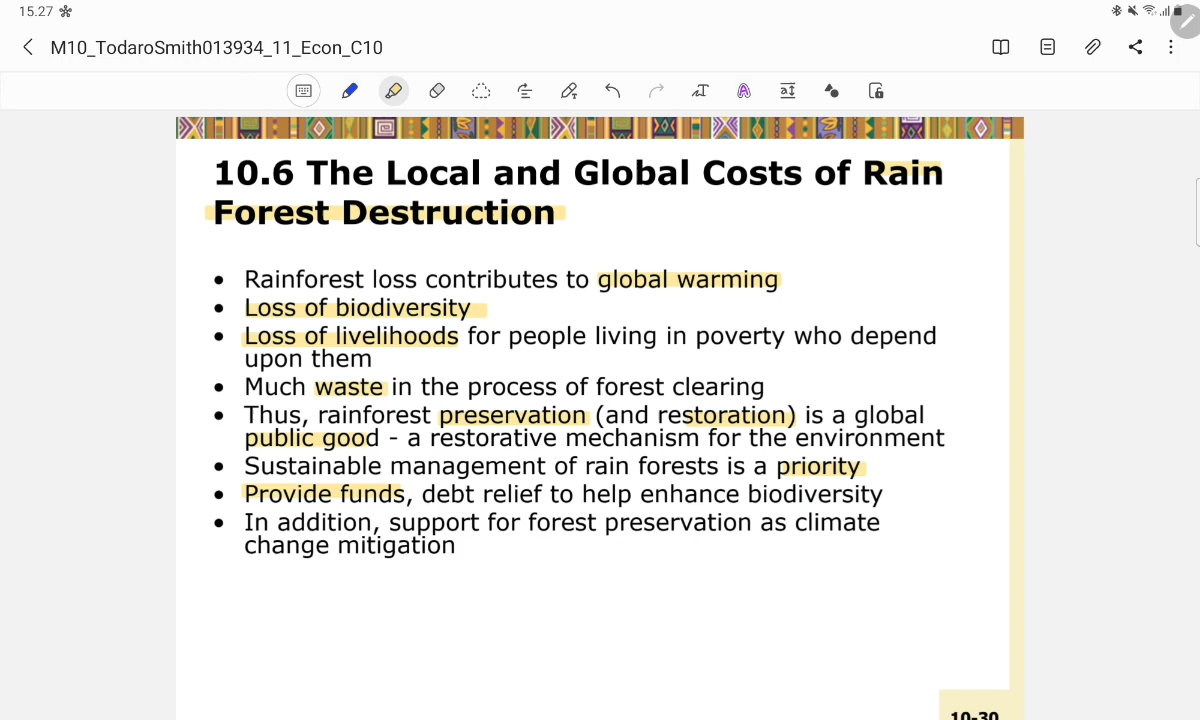 15.27
M10_TodaroSmith013934_11_Econ_C10
10.6 The Local and Global Costs of Rain
Forest Destruction
• Rainforest loss contributes to global warming
• Loss of biodiversity
• Loss of livelihoods for people living in poverty who depend
upon them
• Much waste in the process of forest clearing
• Thus, rainforest preservation (and restoration) is a global
public good - a restorative mechanism for the environment
• Sustainable management of rain forests is a priority
• Provide funds, debt relief to help enhance biodiversity
• In addition, support for forest preservation as climate
change mitigation
10-30